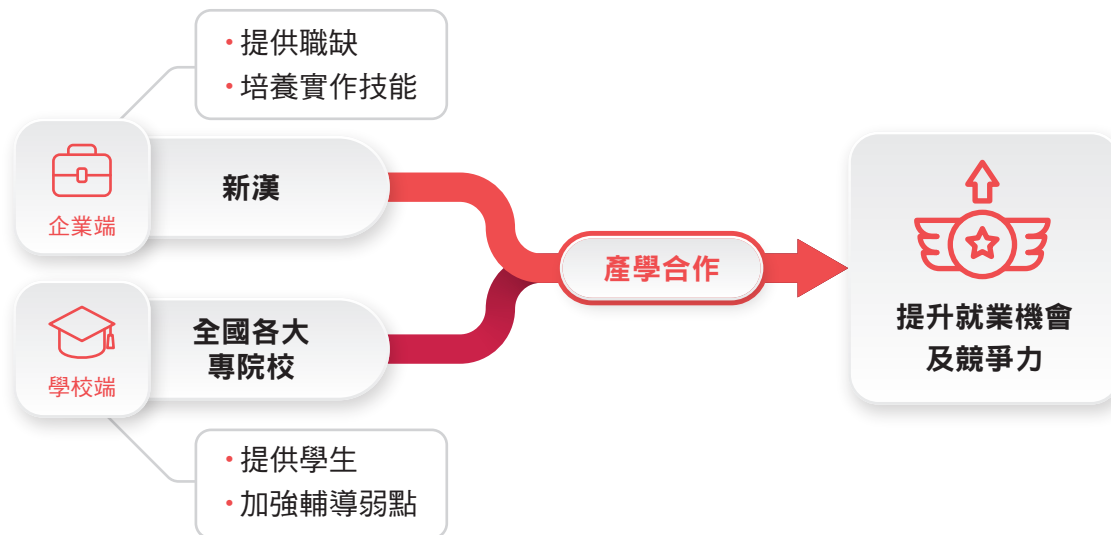 ・提供職缺
・培養實作技能
企業端
新漢
產學合作
提升就業機會
及競爭力
學校端
全國各大
專院校
・提供學生
・加強輔導弱點